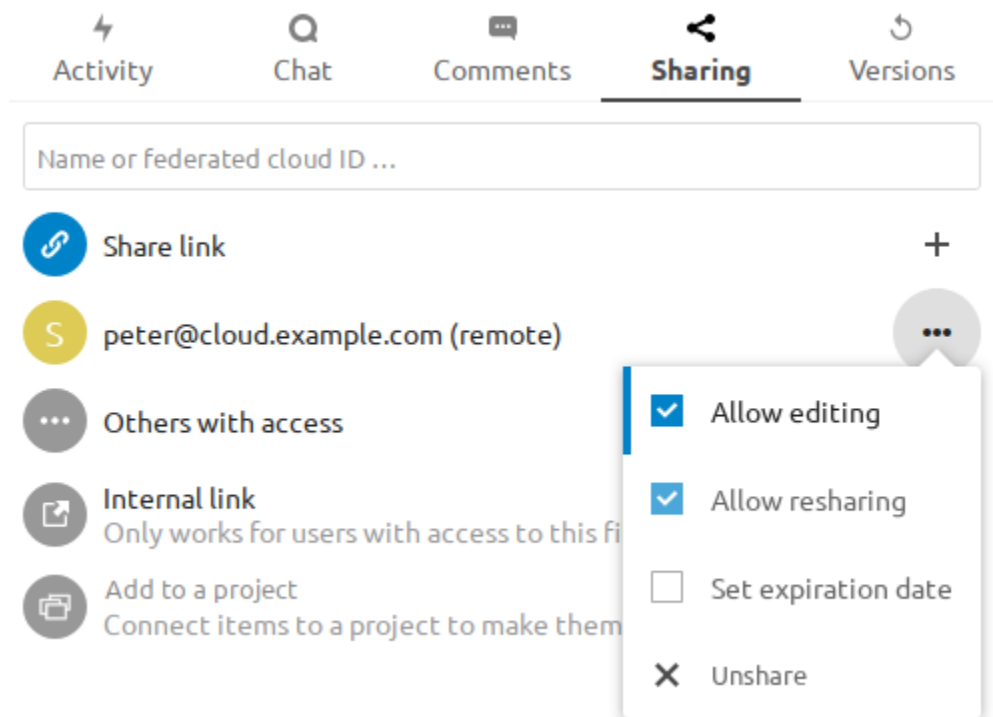 Activity
Chat
Comments
Sharing
Versions
Name or federated cloud ID …
Share link
S
peter@cloud.example.com (remote)
Others with access
Internal link
Only works for users with access to this fi
Add to a project
Connect items to a project to make them
Allow editing
Allow resharing
Set expiration date
Unshare